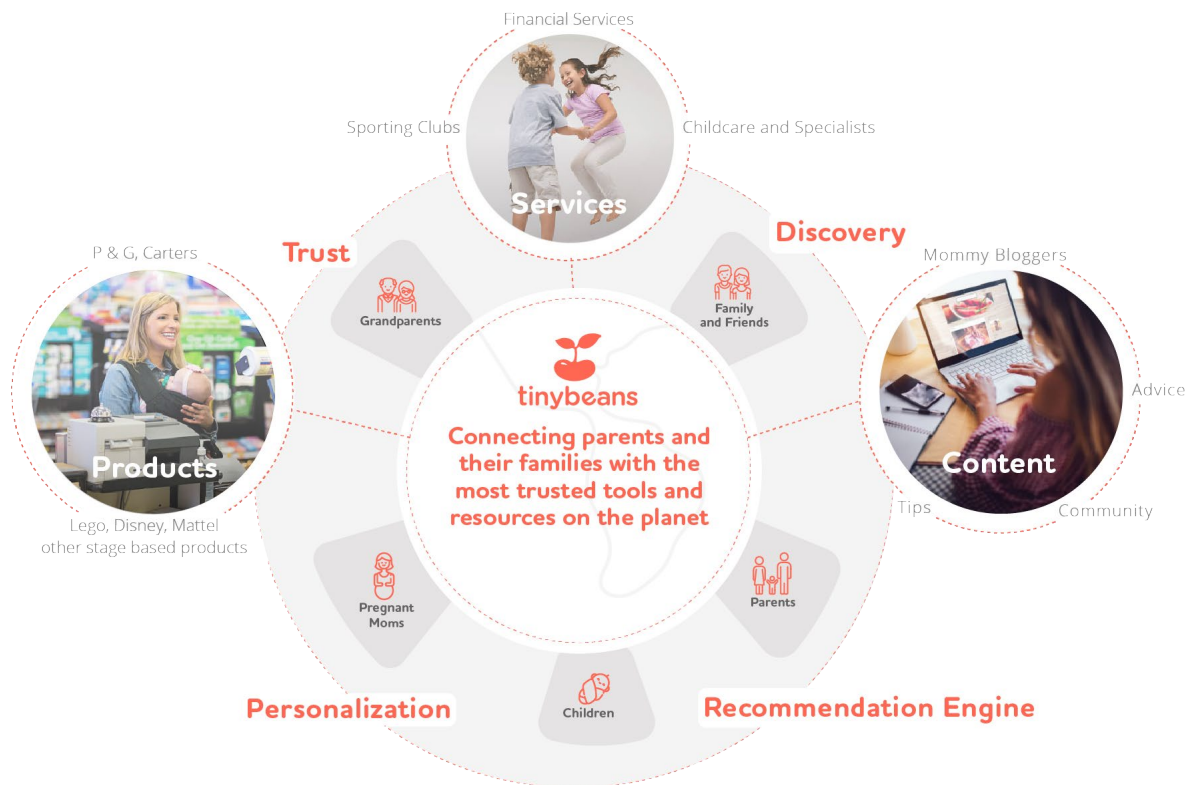 Financial Services
Sporting Clubs
Childcare and Specialists
Services
Trust
Discovery
P & G, Carters
Mommy Bloggers
Grandparents
Family
and Friends
tinybeans
Advice
Connecting parents and
their families with the
most trusted tools and
resources on the planet
Products
Content
Lego, Disney, Mattel
other stage based products
Tips
Community
Pregnant
Moms
Parents
Personalization
Children
Recommendation Engine